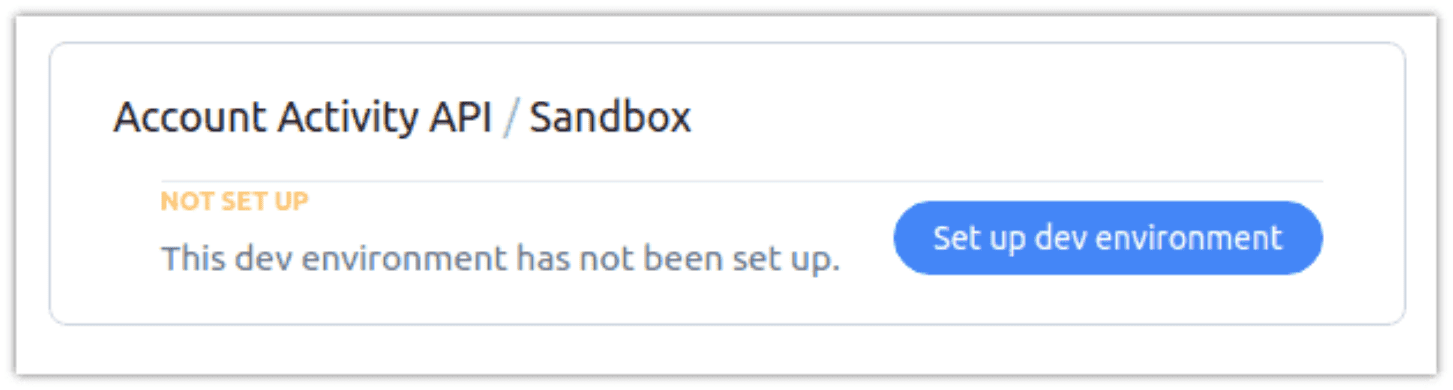 Account Activity API / Sandbox
NOT SET UP
This dev environment has not been set up.
Set up dev environment